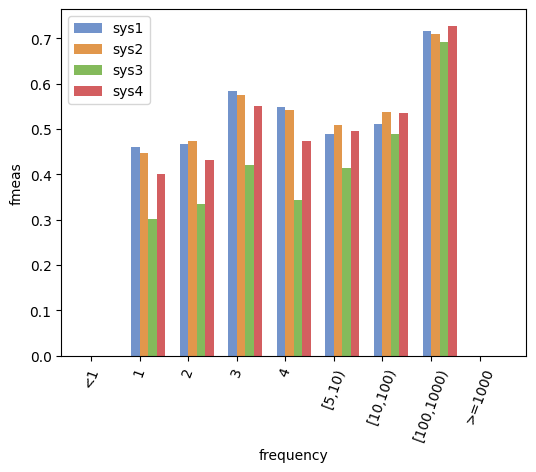 sys1
sys2
sys3
sys4
fmeas
0.7
0.6
0.5
0.4
0.3
0.2
0.1
0.0
<1
1
2
3
4
[5,10)
[10,100)
[100,1000)
>=1000
frequency